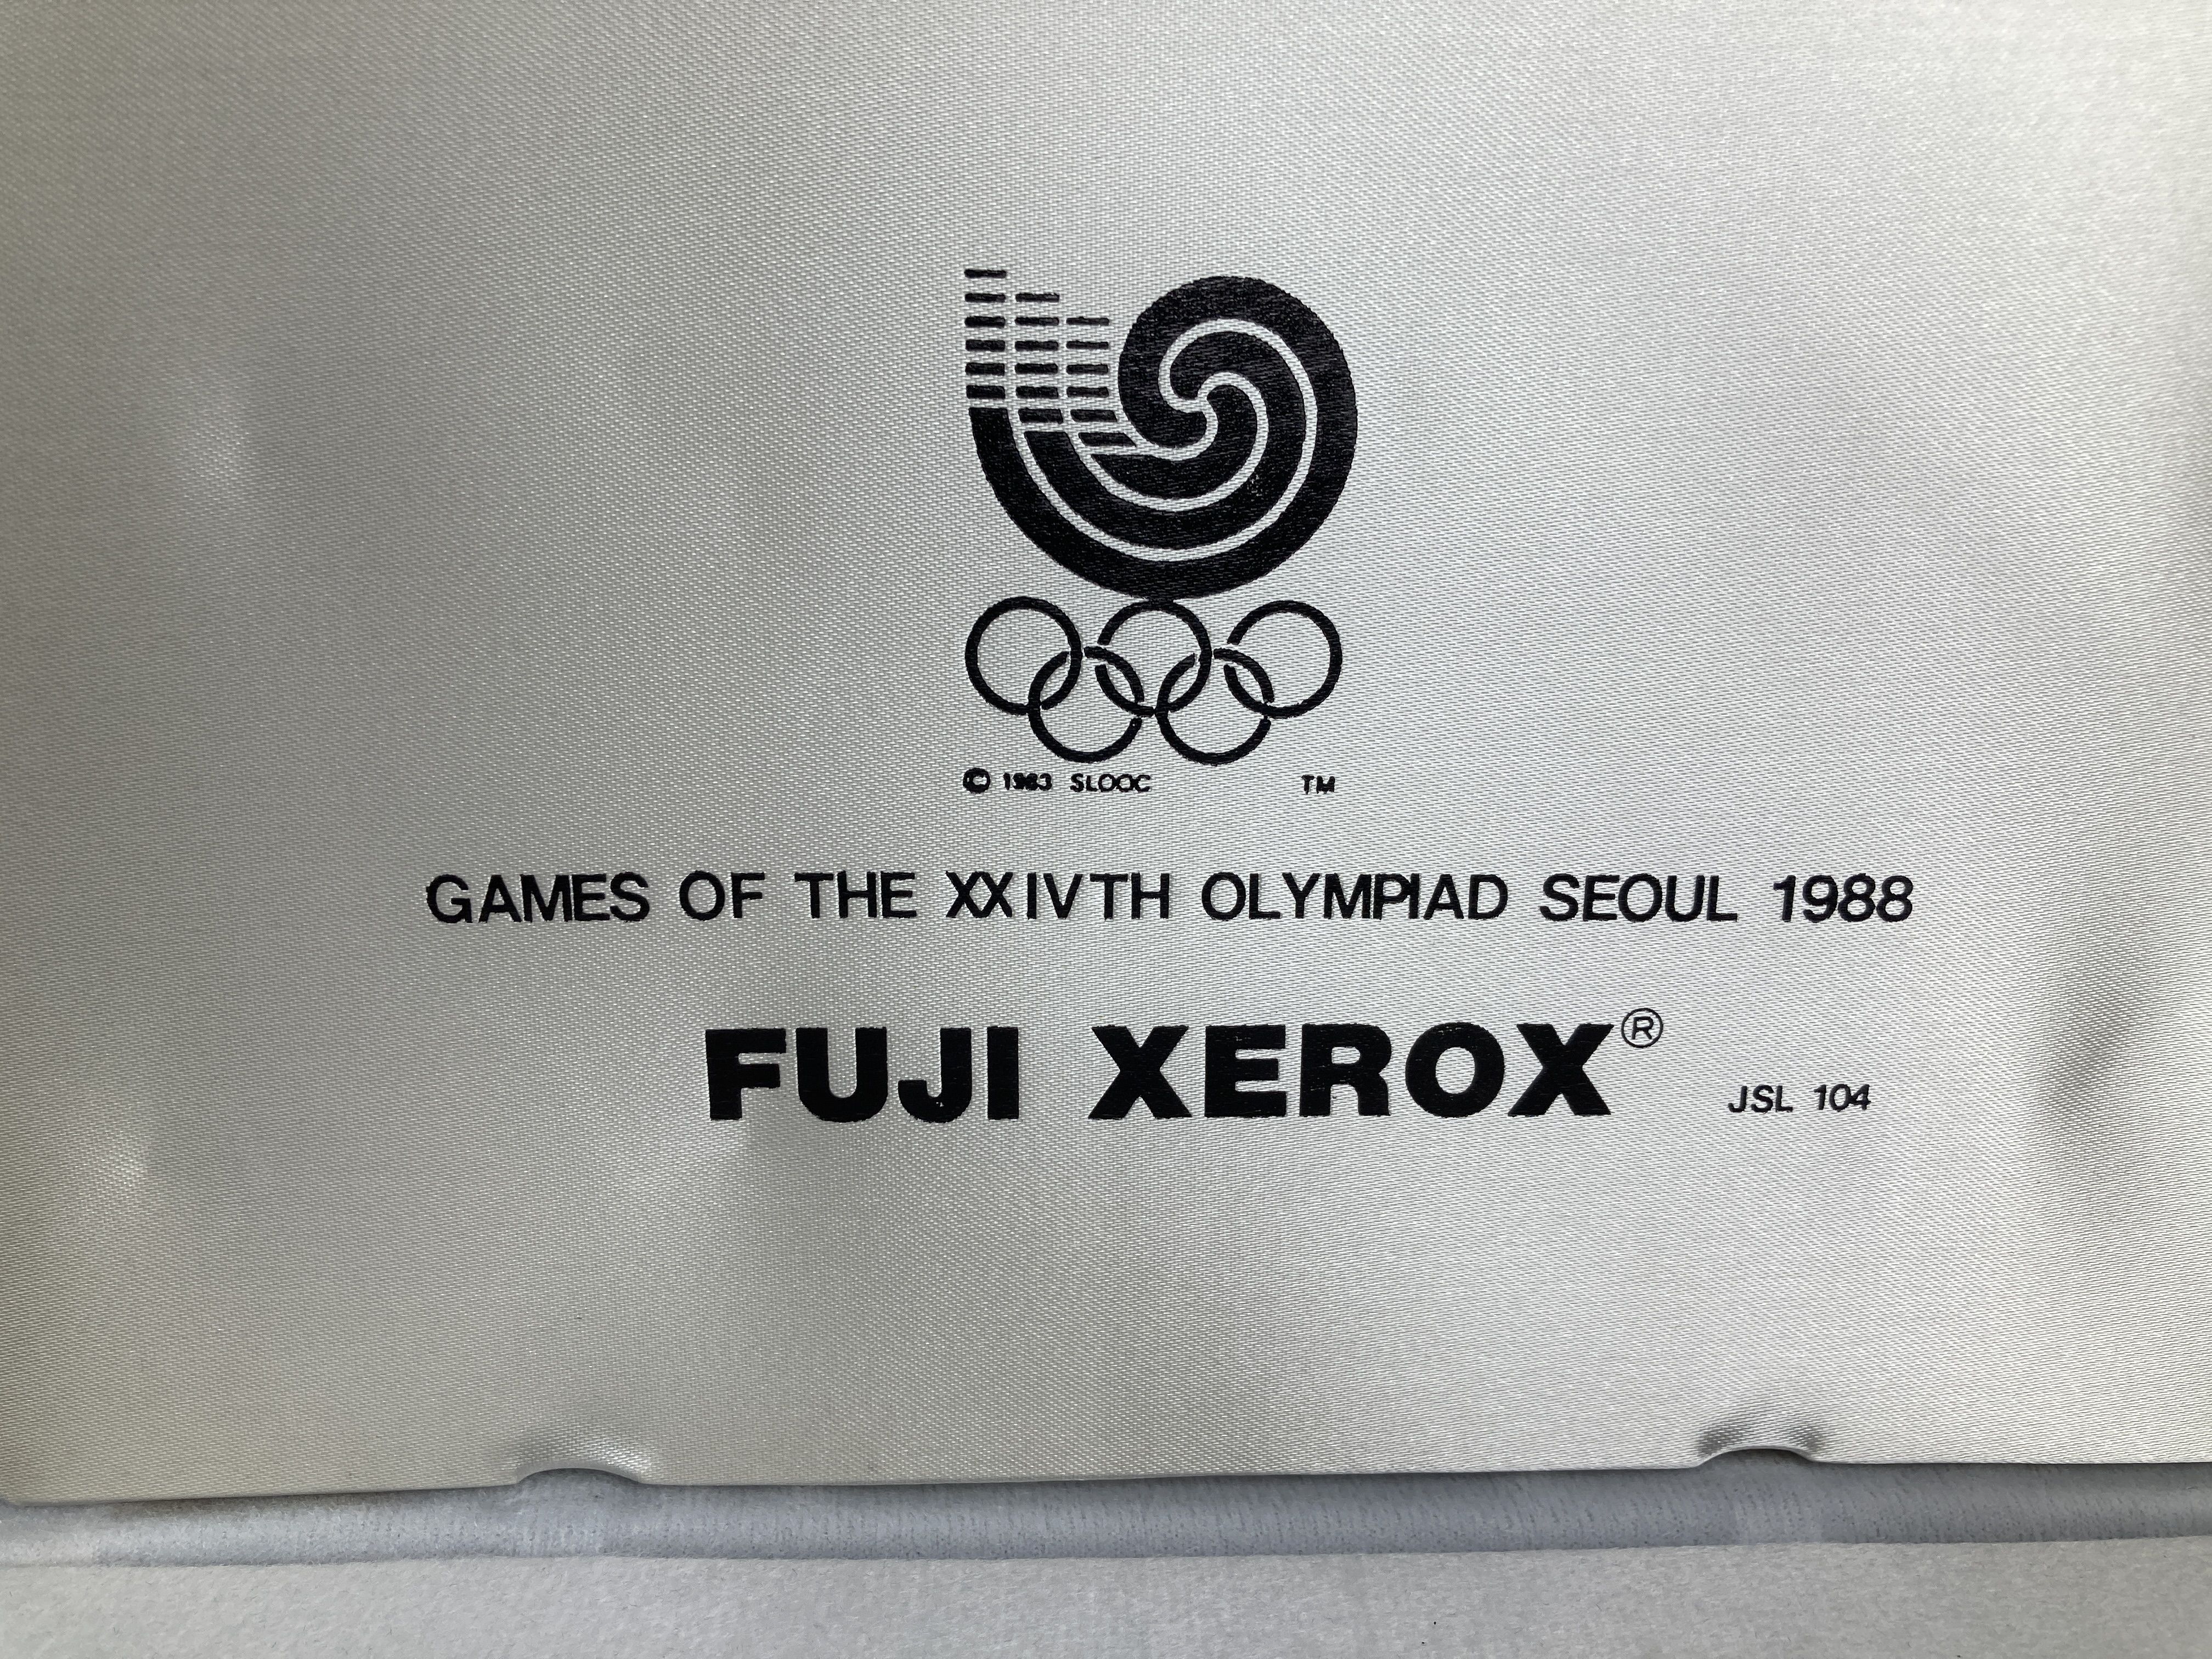 © 1983 SLOOC TM
GAMES OF THE XXIVTH OLYMPIAD SEOUL 1988
FUJI XEROX® JSL 104